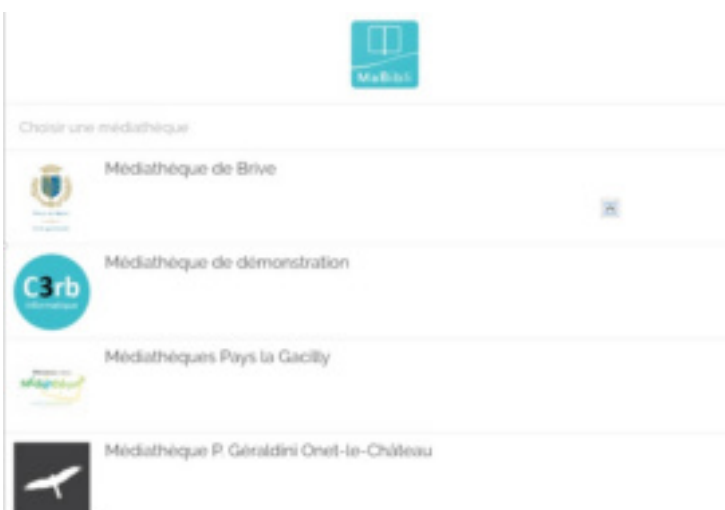 MaBibli
Choisir une médiathèque
Médiathèque de Brive
Médiathèque de démonstration
C3rb
informatique
Médiathèques Pays la Gacilly
Médiathèque P. Géraldini Onet-le-Château